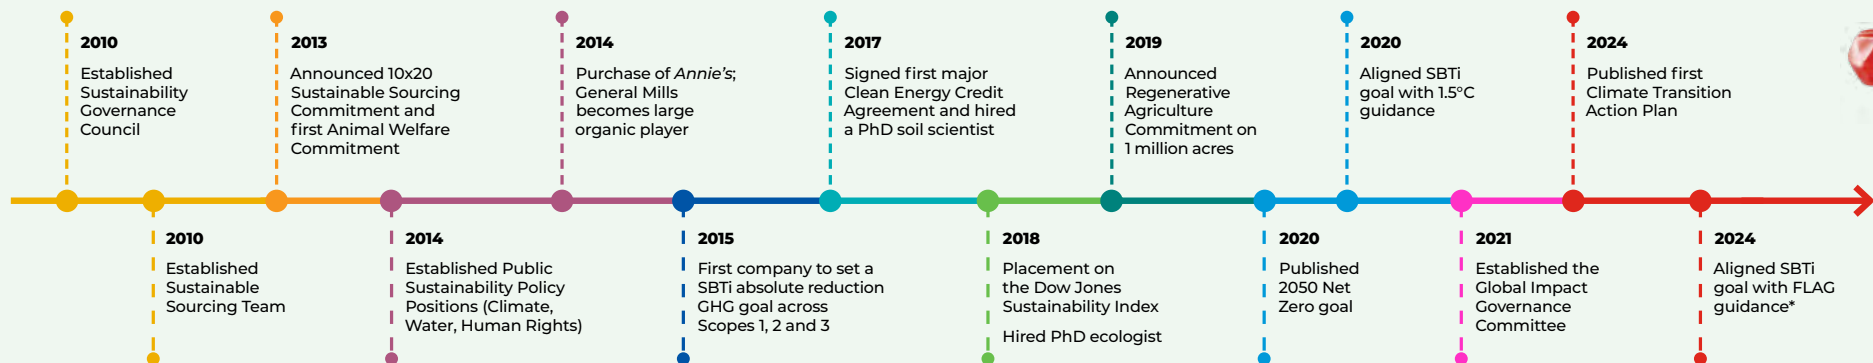 2010
Established
Sustainability
Governance
Council
2013
Announced 10x20
Sustainable Sourcing
Commitment and
first Animal Welfare
Commitment
2014
Purchase of Annie’s;
General Mills
becomes large
organic player
2017
Signed first major
Clean Energy Credit
Agreement and hired
a PhD soil scientist
2019
Announced
Regenerative
Agriculture
Commitment on
1 million acres
2020
Aligned SBTi
goal with 1.5°C
guidance
2024
Published first
Climate Transition
Action Plan
2010
Established
Sustainable
Sourcing Team
2014
Established Public
Sustainability Policy
Positions (Climate,
Water, Human Rights)
2015
First company to set a
SBTi absolute reduction
GHG goal across
Scopes 1, 2 and 3
2018
Placement on
the Dow Jones
Sustainability Index
Hired PhD ecologist
2020
Published
2050 Net
Zero goal
2021
Established the
Global Impact
Governance
Committee
2024
Aligned SBTi
goal with FLAG
guidance*